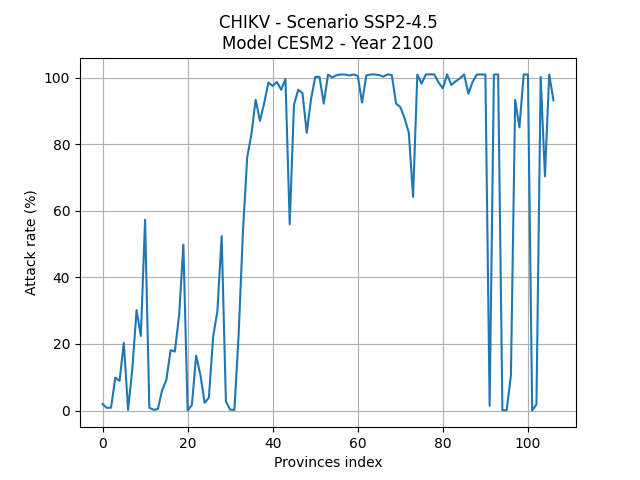 CHIKV - Scenario SSP2-4.5
Model CESM2 - Year 2100
100
80
60
40
20
0
Attack rate (%)
0 20 40 60 80 100
Provinces index